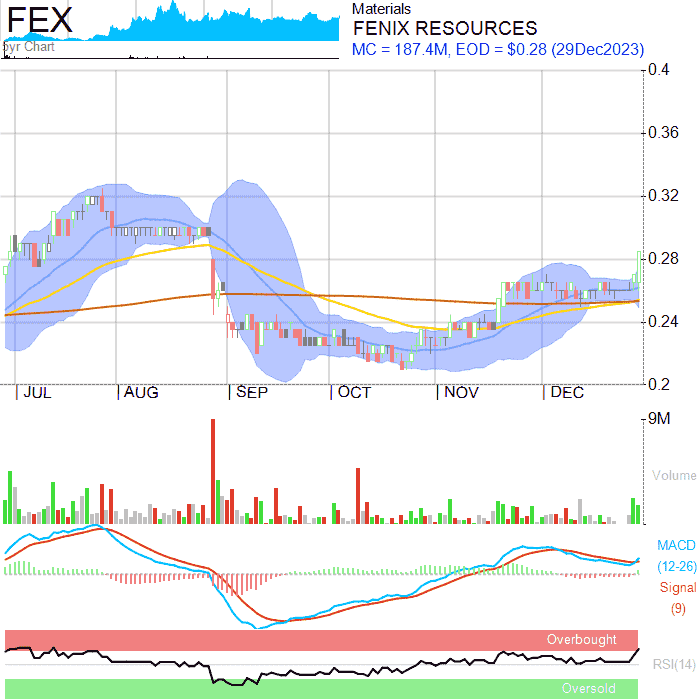 FEX
5yr Chart
Materials
FENIX RESOURCES
MC = 187.4M, EOD = $0.28 (29Dec2023)
0.4
0.36
0.32
0.28
0.24
0.2
JUL AUG SEP OCT NOV DEC
9M
Volume
MACD
(12-26)
Signal
(9)
Overbought
RSI(14)
Oversold